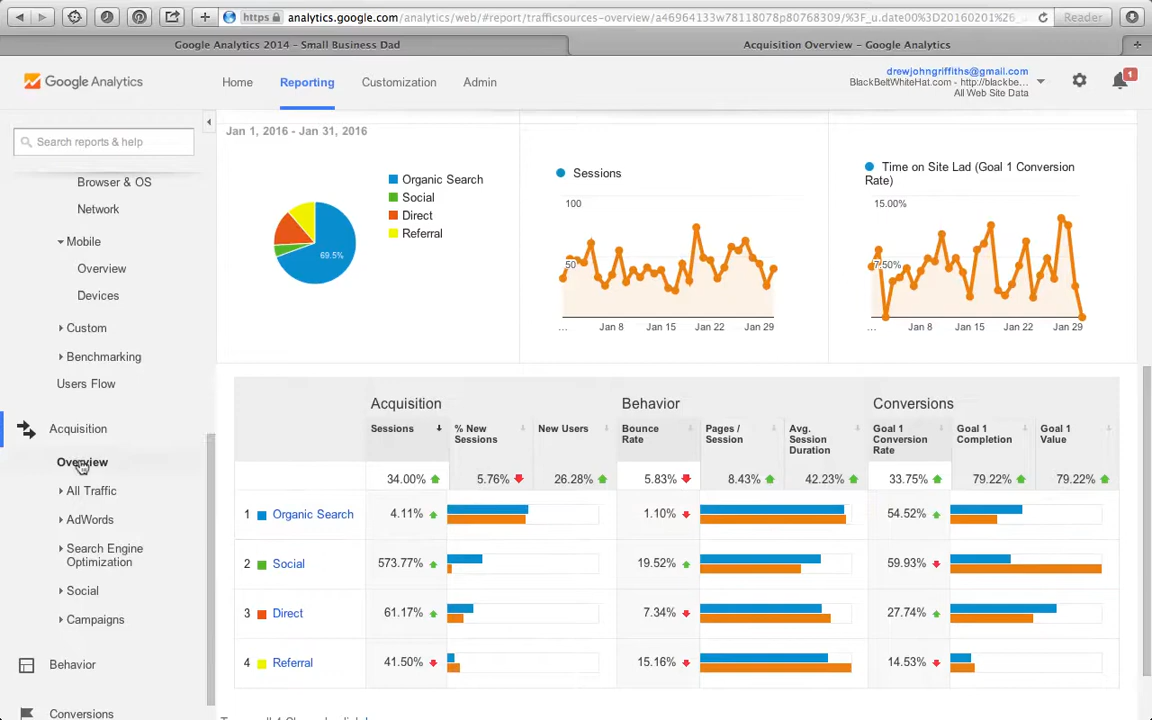 https analytics.google.com/analytics/web/#report/trafficsources-overview/a46964133w78118078p80768309/%3F_u.date00%3D20160201%26_ Reader
Google Analytics 2014 – Small Business Dad
Acquisition Overview – Google Analytics
Google Analytics
Home Reporting Customization Admin
drewjohngriffiths@gmail.com
BlackBeltWhiteHat.com - http://blackbe...
All Web Site Data
1
Search reports & help
Browser & OS
Network
Mobile
Overview
Devices
Custom
Benchmarking
Users Flow
Acquisition
Overview
All Traffic
AdWords
Search Engine
Optimization
Social
Campaigns
Behavior
Conversions
Jan 1, 2016 - Jan 31, 2016
Organic Search
Social
Direct
Referral
69.5%
Sessions
100
50
... Jan 8 Jan 15 Jan 22 Jan 29
Time on Site Lad (Goal 1 Conversion
Rate)
15.00%
7.50%
... Jan 8 Jan 15 Jan 22 Jan 29
Acquisition Behavior Conversions
Sessions
% New
Sessions
New Users
Bounce
Rate
Pages /
Session
Avg.
Session
Duration
Goal 1
Conversion
Rate
Goal 1
Completion
Goal 1
Value
34.00% 5.76% 26.28% 5.83% 8.43% 42.23% 33.75% 79.22% 79.22%
1 Organic Search 4.11% 1.10% 54.52%
2 Social 573.77% 19.52% 59.93%
3 Direct 61.17% 7.34% 27.74%
4 Referral 41.50% 15.16% 14.53%